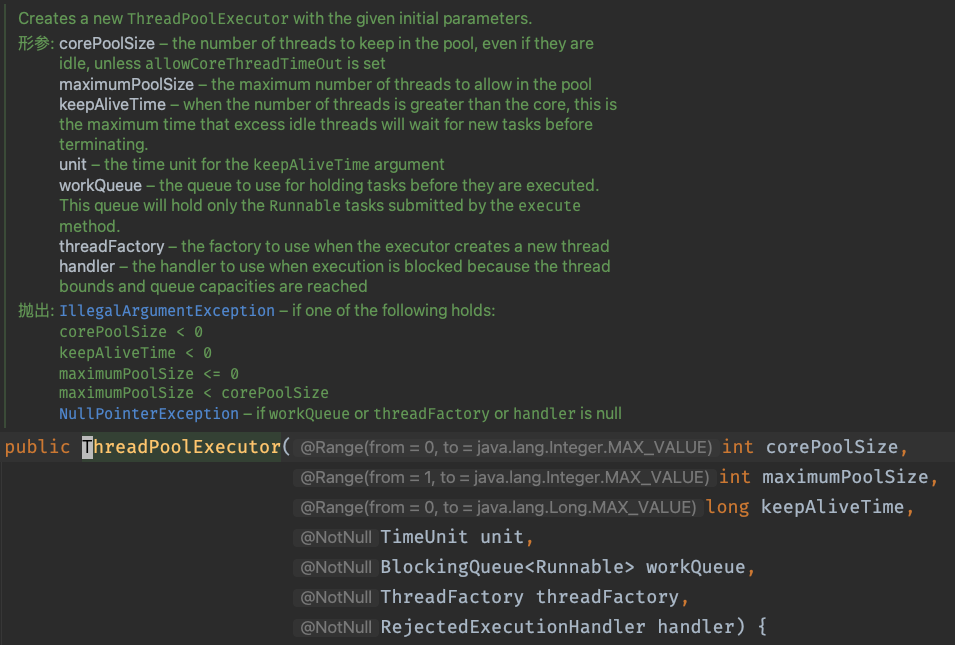 Creates a new ThreadPoolExecutor with the given initial parameters.
形参: corePoolSize – the number of threads to keep in the pool, even if they are
idle, unless allowCoreThreadTimeOut is set
maximumPoolSize – the maximum number of threads to allow in the pool
keepAliveTime – when the number of threads is greater than the core, this is
the maximum time that excess idle threads will wait for new tasks before
terminating.
unit – the time unit for the keepAliveTime argument
workQueue – the queue to use for holding tasks before they are executed.
This queue will hold only the Runnable tasks submitted by the execute
method.
threadFactory – the factory to use when the executor creates a new thread
handler – the handler to use when execution is blocked because the thread
bounds and queue capacities are reached
抛出: IllegalArgumentException – if one of the following holds:
corePoolSize < 0
keepAliveTime < 0
maximumPoolSize <= 0
maximumPoolSize < corePoolSize
NullPointerException – if workQueue or threadFactory or handler is null
public ThreadPoolExecutor( @Range(from = 0, to = java.lang.Integer.MAX_VALUE) int corePoolSize,
@Range(from = 1, to = java.lang.Integer.MAX_VALUE) int maximumPoolSize,
@Range(from = 0, to = java.lang.Long.MAX_VALUE) long keepAliveTime,
@NotNull TimeUnit unit,
@NotNull BlockingQueue<Runnable> workQueue,
@NotNull ThreadFactory threadFactory,
@NotNull RejectedExecutionHandler handler) {